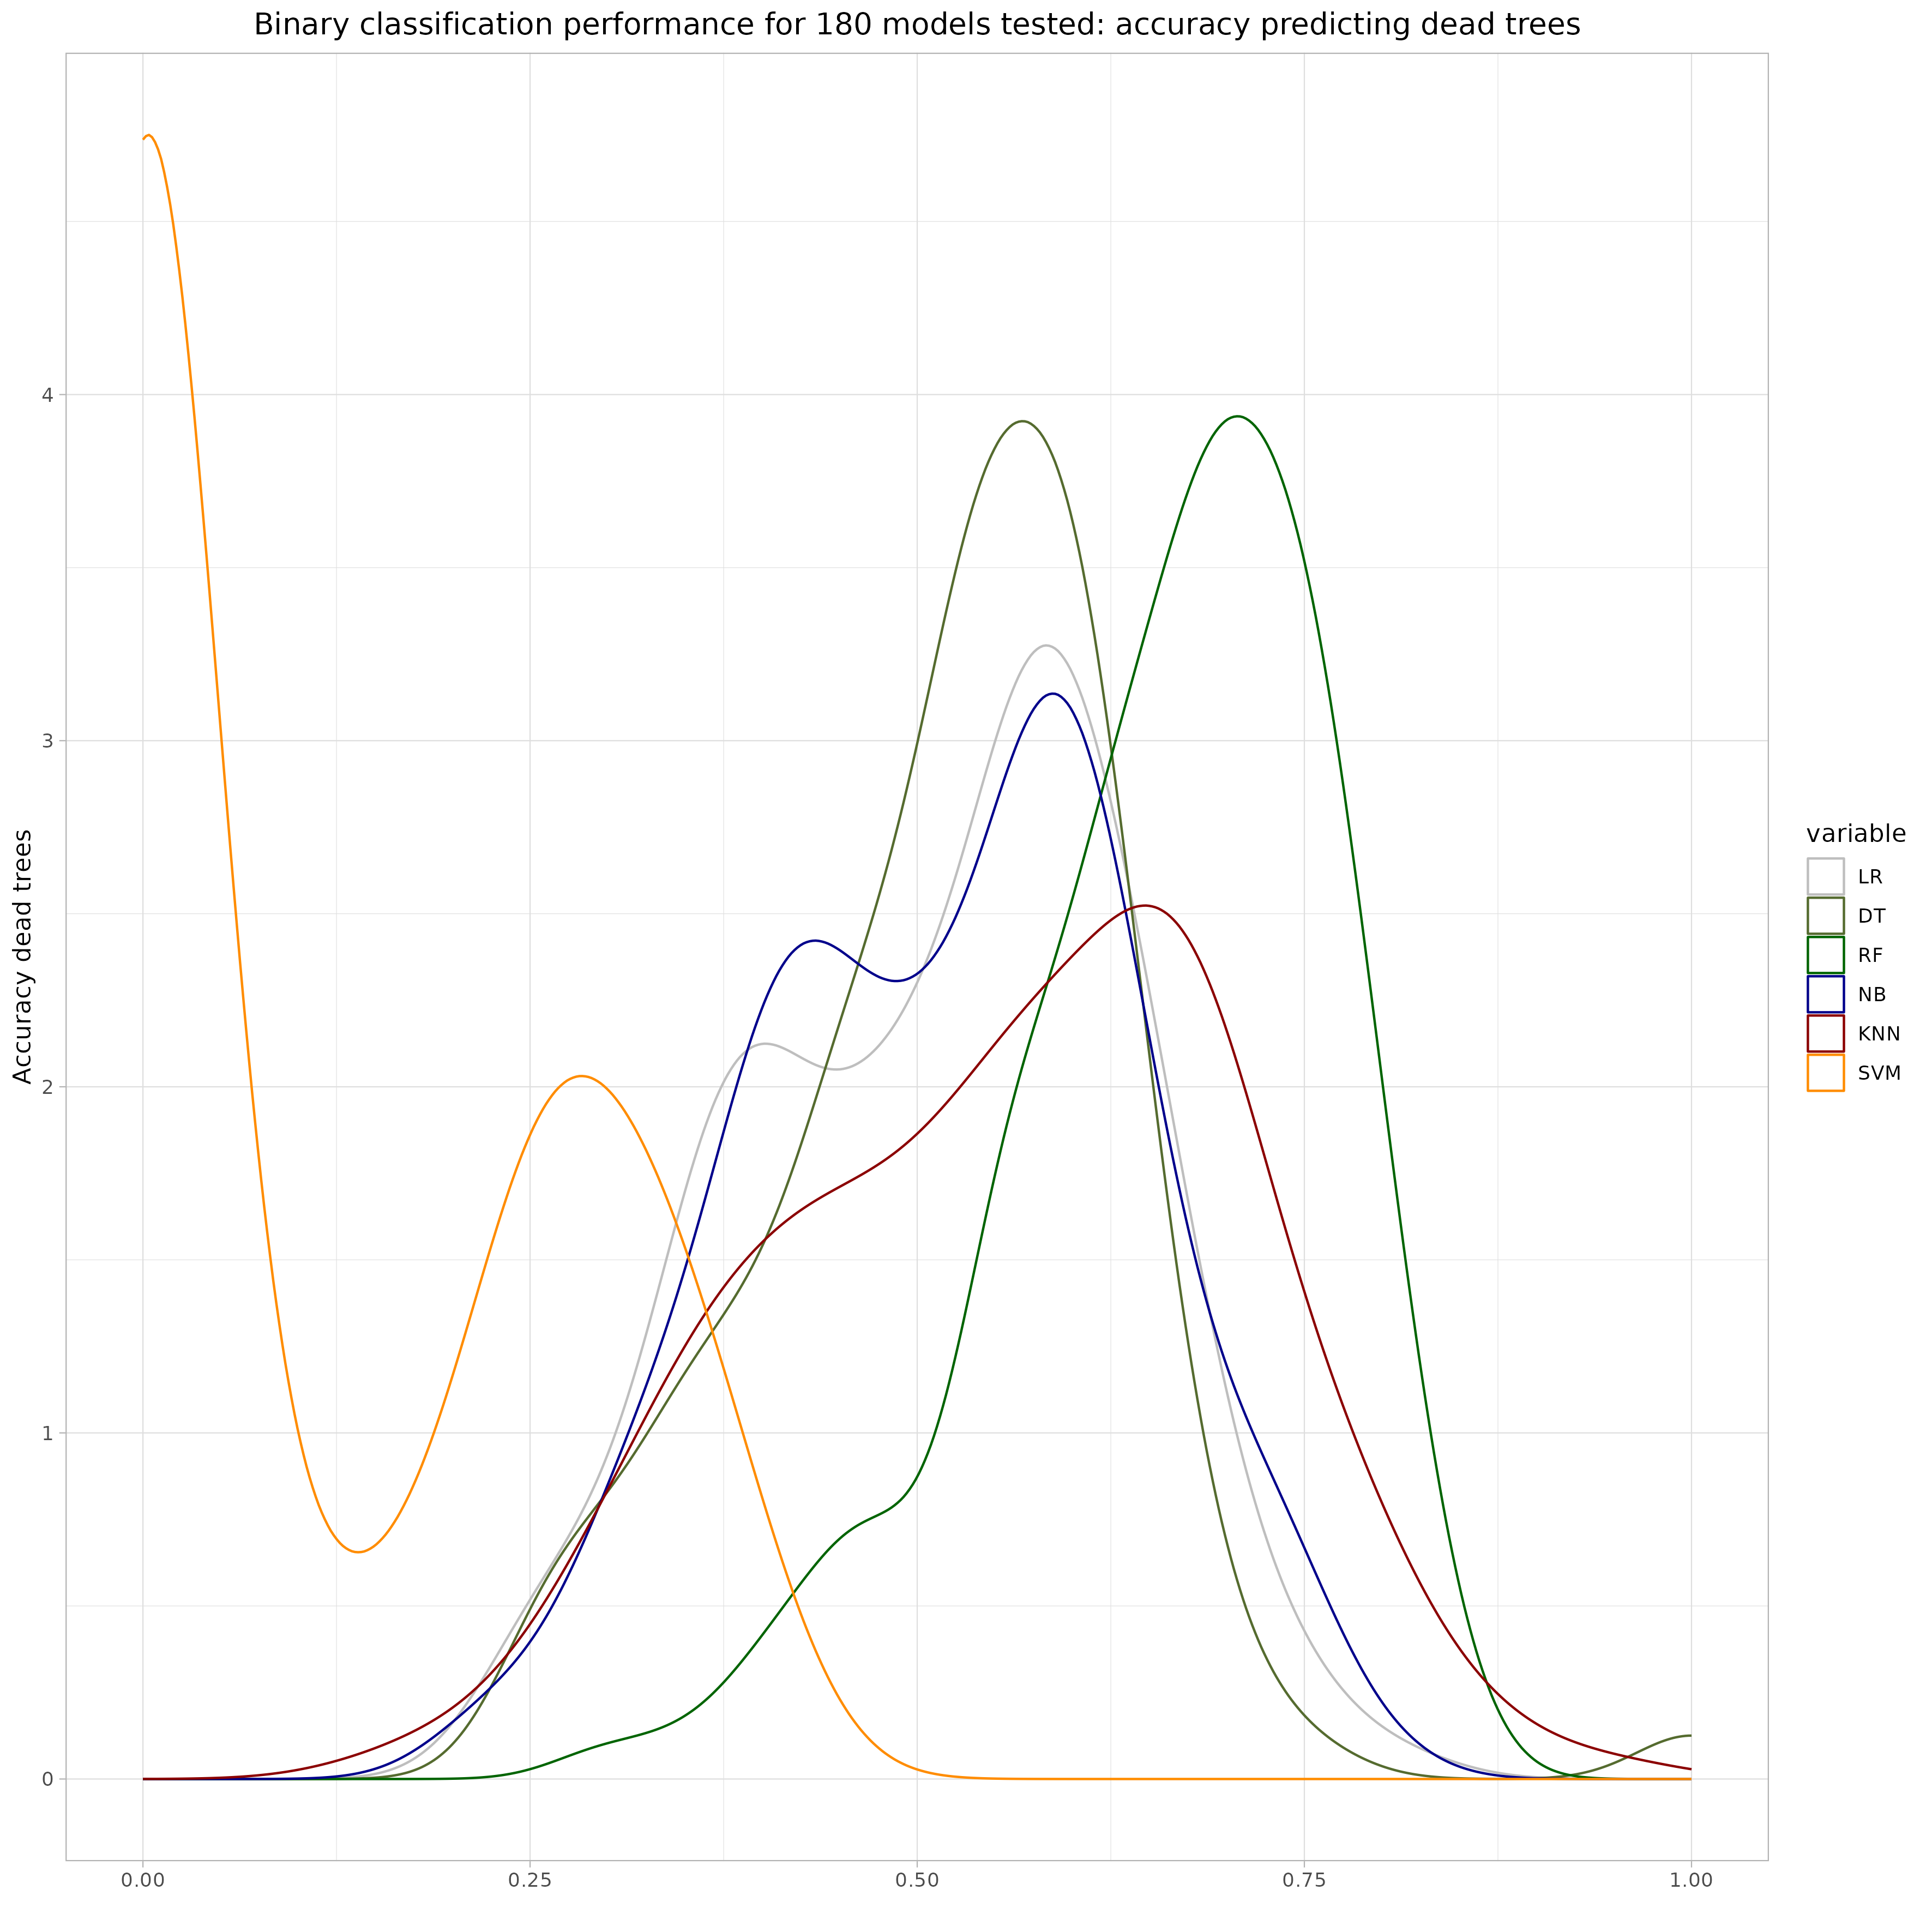 Binary classification performance for 180 models tested: accuracy predicting dead trees
Accuracy dead trees
4
3
2
1
0
0.00
0.25
0.50
0.75
1.00
variable
LR
DT
RF
NB
KNN
SVM